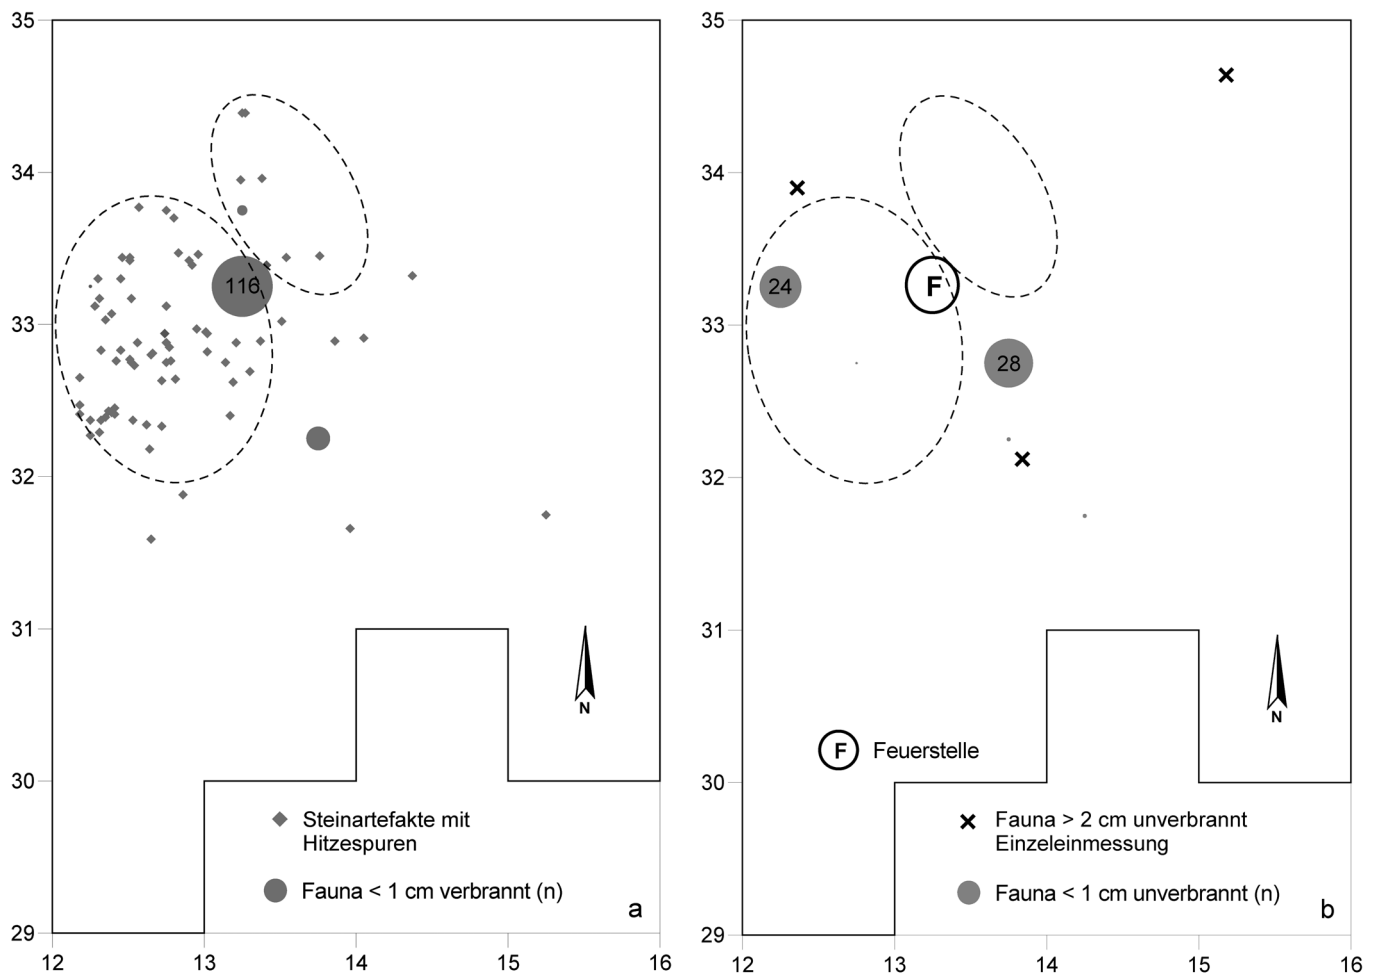 35
34
33
32
31
30
29
12
13
14
15
16
116
N
Steinartefakte mit
Hitzespuren
Fauna < 1 cm verbrannt (n)
a
35
34
33
32
31
30
29
12
13
14
15
16
24
F
28
N
F Feuerstelle
Fauna > 2 cm unverbrannt
Einzeleinmessung
Fauna < 1 cm unverbrannt (n)
b